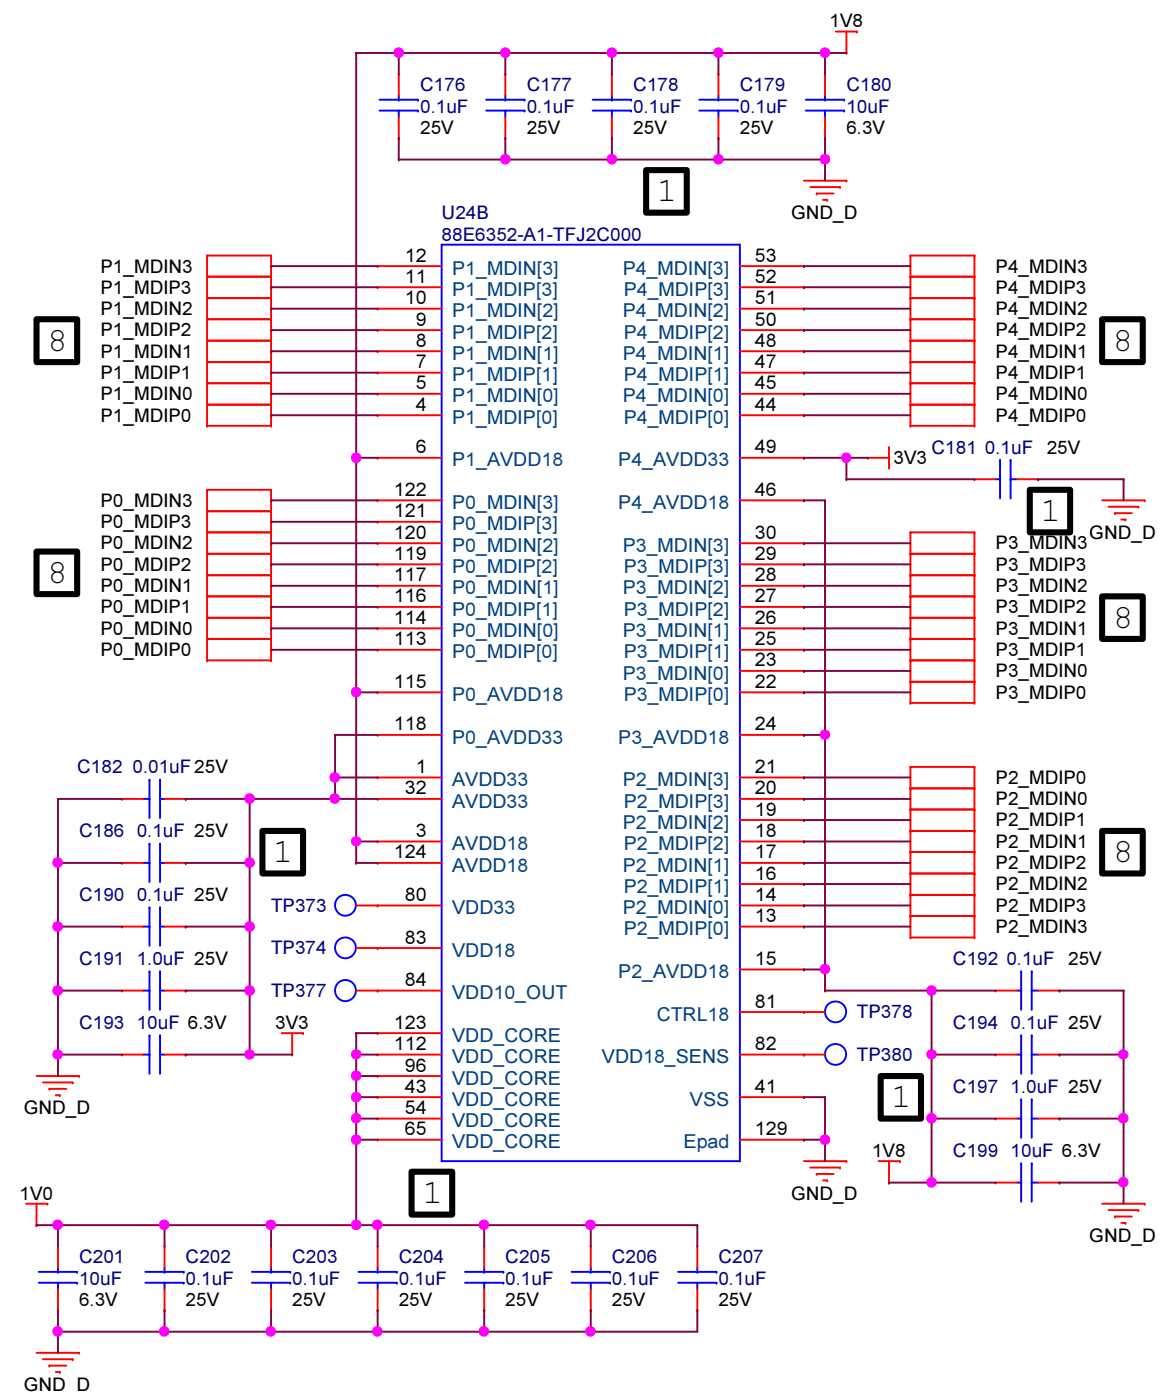 1V8
C176 C177 C178 C179 C180
0.1uF 0.1uF 0.1uF 0.1uF 10uF
25V 25V 25V 25V 6.3V
1
GND_D
U24B
88E6352-A1-TFJ2C000
P1_MDIN3 12 P1_MDIN[3] P4_MDIN[3] 53 P4_MDIN3
P1_MDIP3 11 P1_MDIP[3] P4_MDIP[3] 52 P4_MDIP3
P1_MDIN2 10 P1_MDIN[2] P4_MDIN[2] 51 P4_MDIN2
P1_MDIP2 9 P1_MDIP[2] P4_MDIP[2] 50 P4_MDIP2
8 8
P1_MDIN1 8 P1_MDIN[1] P4_MDIN[1] 48 P4_MDIN1
P1_MDIP1 7 P1_MDIP[1] P4_MDIP[1] 47 P4_MDIP1
P1_MDIN0 5 P1_MDIN[0] P4_MDIN[0] 45 P4_MDIN0
P1_MDIP0 4 P1_MDIP[0] P4_MDIP[0] 44 P4_MDIP0
6 P1_AVDD18 P4_AVDD33 49 3V3 C181 0.1uF 25V
P0_MDIN3 122 P0_MDIN[3] P4_AVDD18 46 1
P0_MDIP3 121 P0_MDIP[3] GND_D
P0_MDIN2 120 P0_MDIN[2] P3_MDIN[3] 30 P3_MDIN3
P0_MDIP2 119 P0_MDIP[2] P3_MDIP[3] 29 P3_MDIP3
8
P0_MDIN1 117 P0_MDIN[1] P3_MDIN[2] 28 P3_MDIN2
P0_MDIP1 116 P0_MDIP[1] P3_MDIP[2] 27 P3_MDIP2
8
P0_MDIN0 114 P0_MDIN[0] P3_MDIN[1] 26 P3_MDIN1
P0_MDIP0 113 P0_MDIP[0] P3_MDIP[1] 25 P3_MDIP1
P3_MDIN[0] 23 P3_MDIN0
115 P0_AVDD18 P3_MDIP[0] 22 P3_MDIP0
118 P0_AVDD33 P3_AVDD18 24
C182 0.01uF 25V
1 AVDD33 P2_MDIN[3] 21 P2_MDIP0
32 AVDD33 P2_MDIP[3] 20 P2_MDIN0
P2_MDIN[2] 19 P2_MDIP1
C186 0.1uF 25V
3 AVDD18 P2_MDIP[2] 18 P2_MDIN1
1 8
124 AVDD18 P2_MDIN[1] 17 P2_MDIP2
P2_MDIP[1] 16 P2_MDIN2
C190 0.1uF 25V
TP373 80 VDD33 P2_MDIN[0] 14 P2_MDIP3
P2_MDIP[0] 13 P2_MDIN3
TP374 83 VDD18
C191 1.0uF 25V P2_AVDD18 15 C192 0.1uF 25V
TP377 84 VDD10_OUT
CTRL18 81 TP378
C193 10uF 6.3V 3V3 C194 0.1uF 25V
123 VDD_CORE
112 VDD_CORE VDD18_SENS 82 TP380
96 VDD_CORE
C197 1.0uF 25V
43 VDD_CORE VSS 41 1
GND_D
54 VDD_CORE
65 VDD_CORE Epad 129
1V8 C199 10uF 6.3V
1V0 1 GND_D
GND_D
C201 C202 C203 C204 C205 C206 C207
10uF 0.1uF 0.1uF 0.1uF 0.1uF 0.1uF 0.1uF
6.3V 25V 25V 25V 25V 25V 25V
GND_D